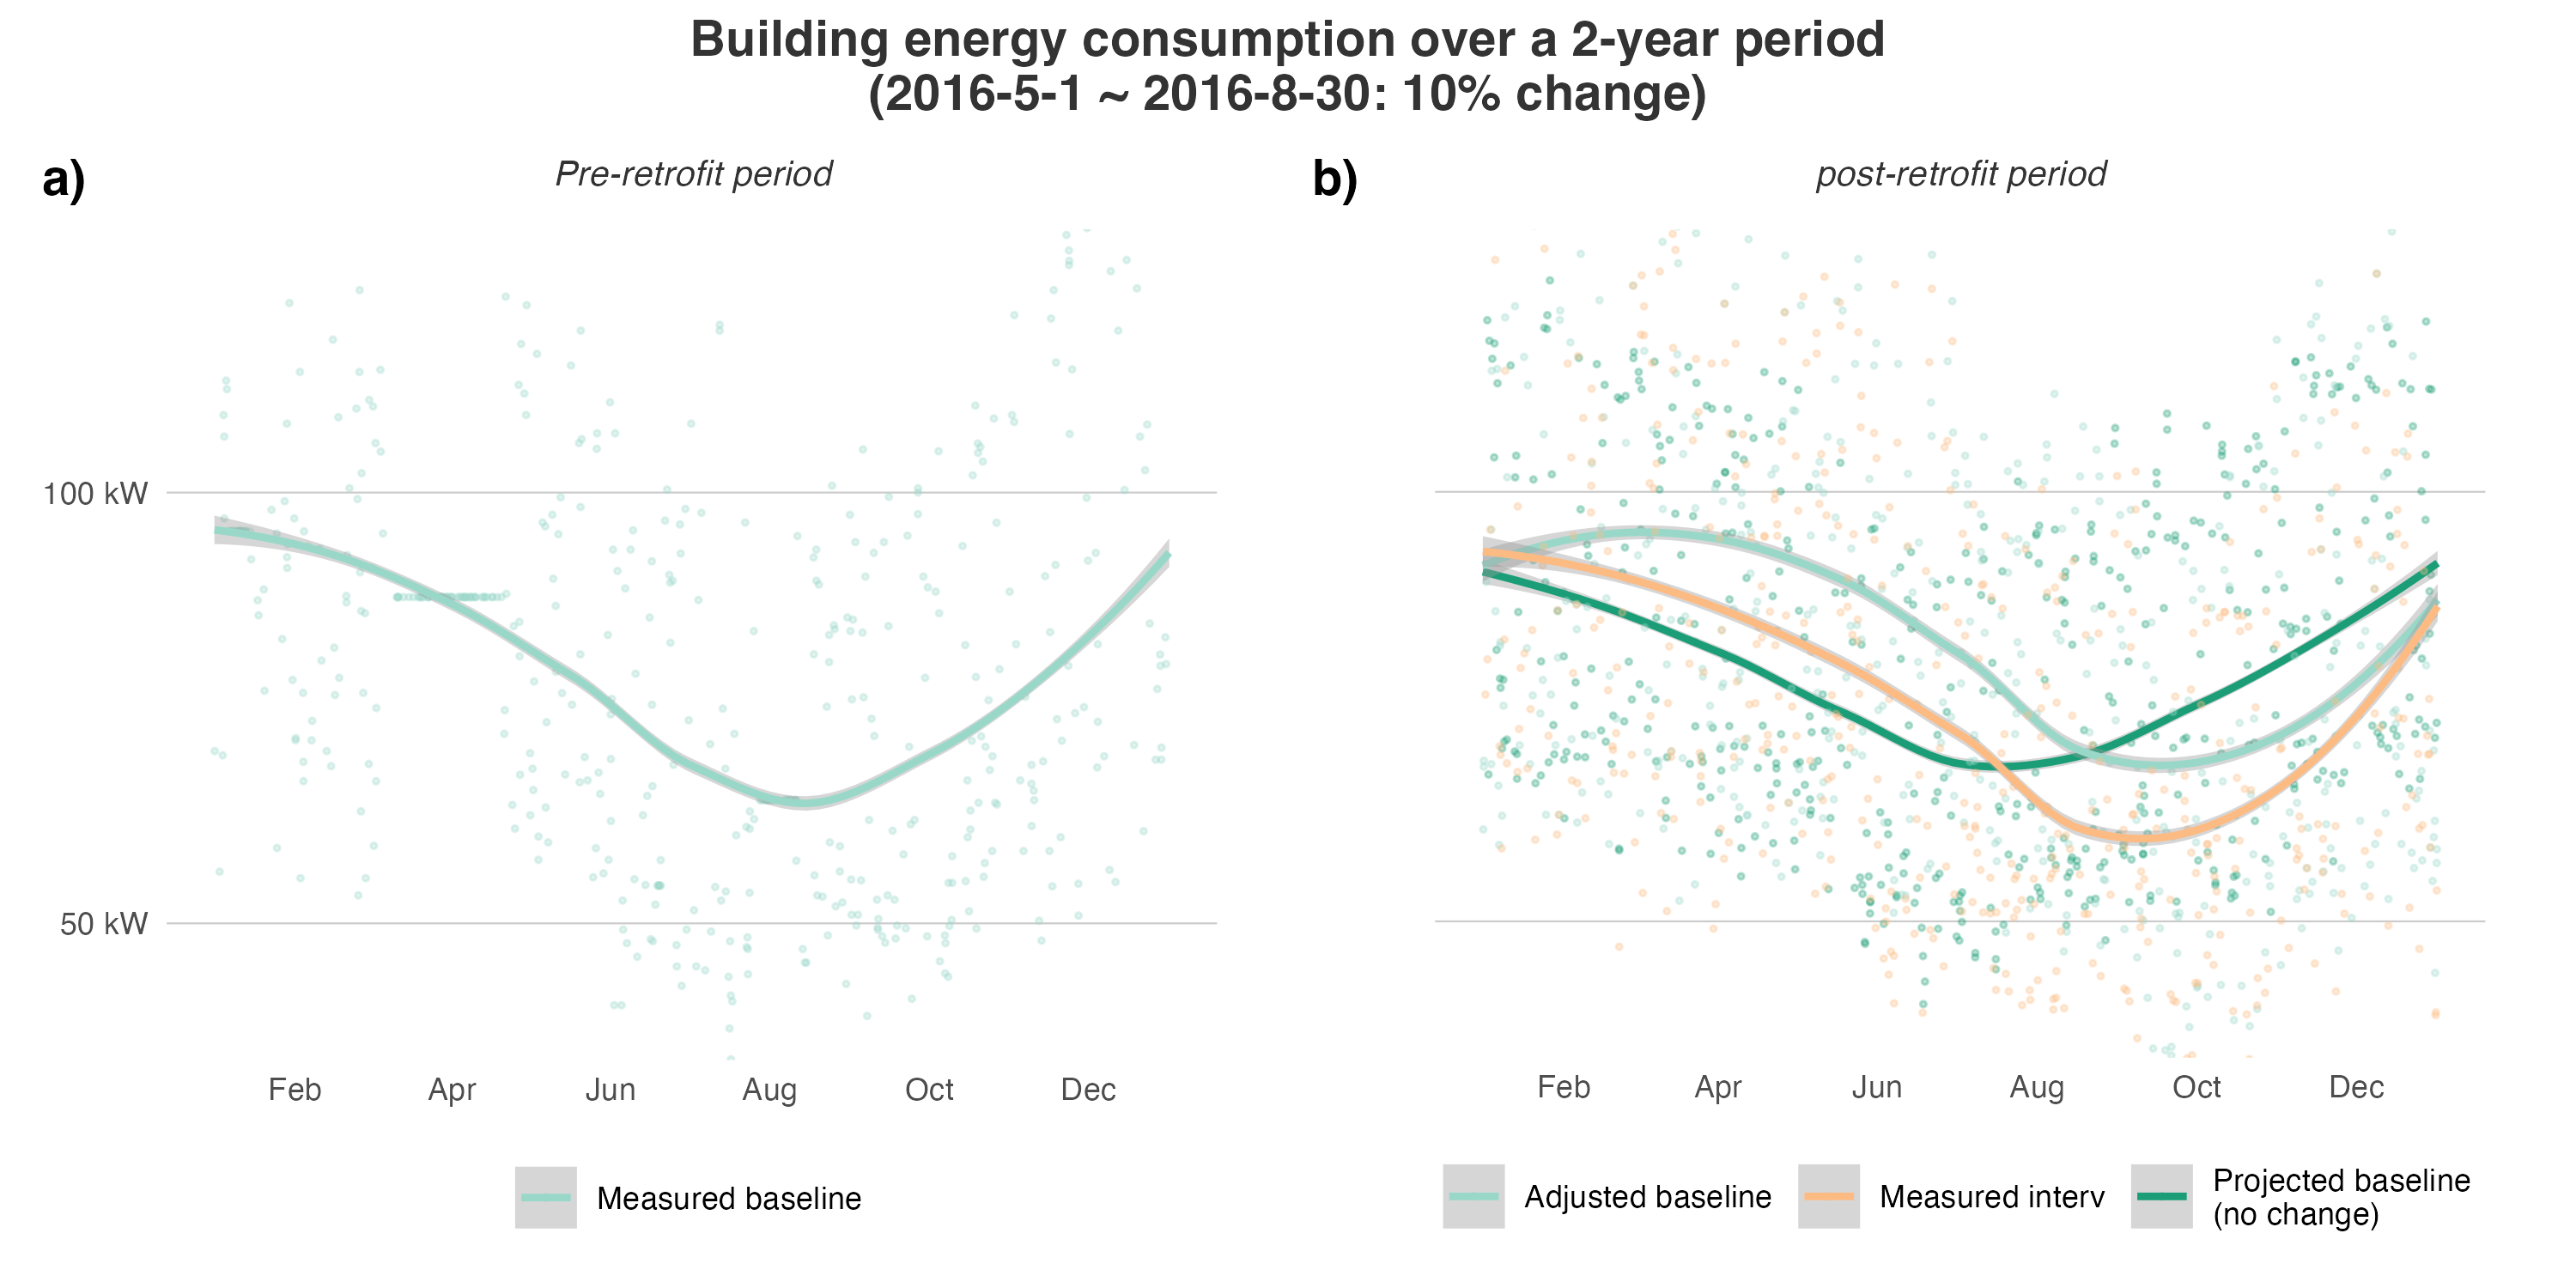 Building energy consumption over a 2-year period
(2016-5-1 ~ 2016-8-30: 10% change)
a)
Pre-retrofit period
100 kW
50 kW
Feb Apr Jun Aug Oct Dec
Measured baseline
b)
post-retrofit period
Feb Apr Jun Aug Oct Dec
Adjusted baseline
Measured interv
Projected baseline
(no change)